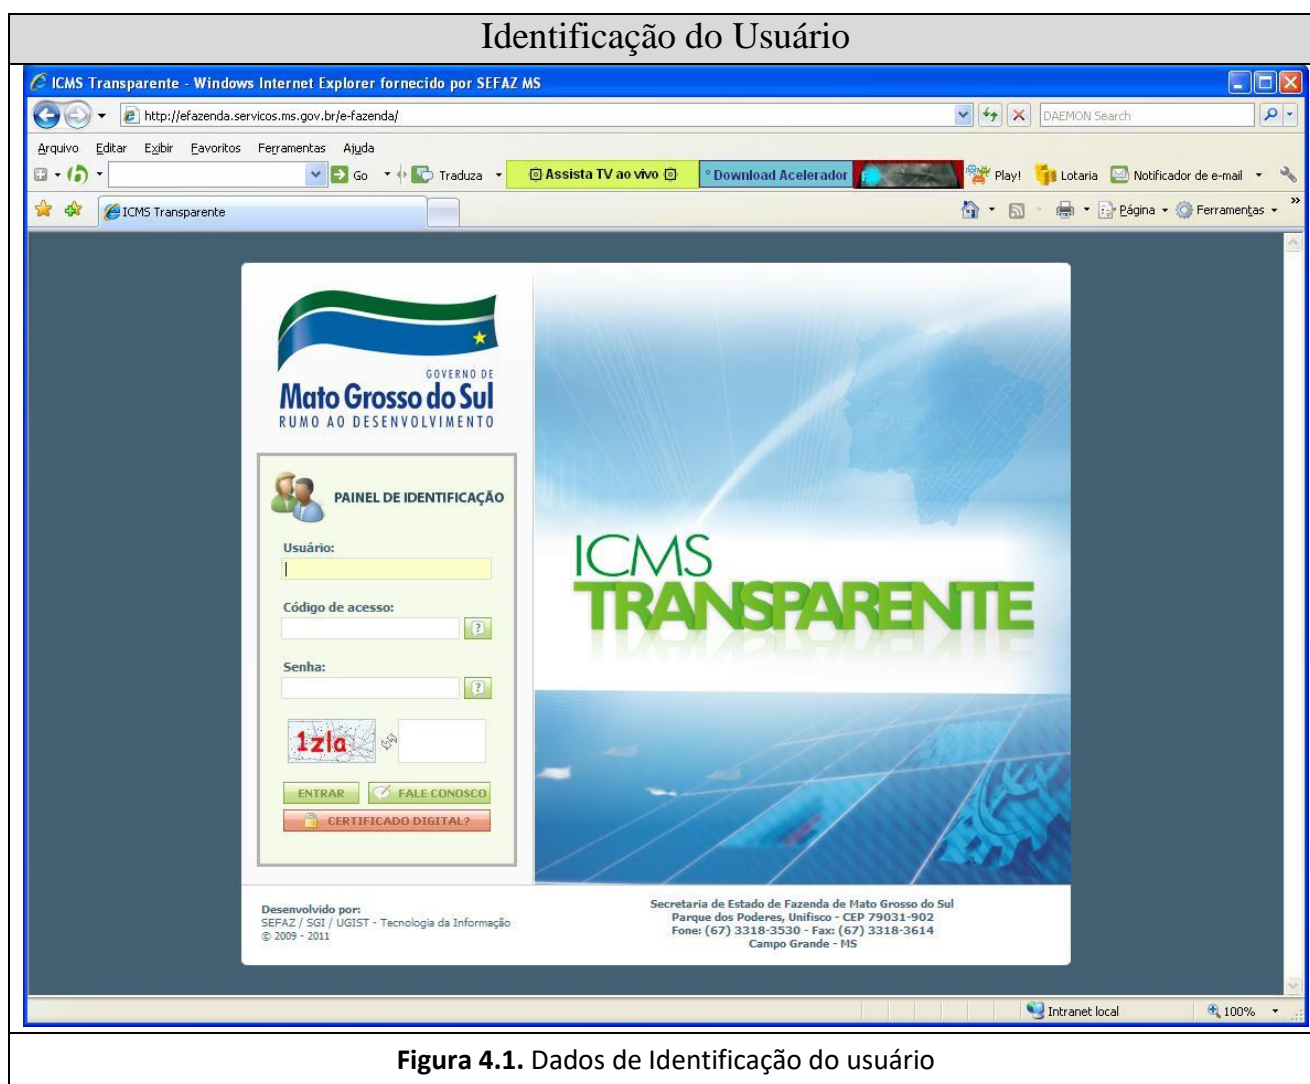 Identificação do Usuário
ICMS Transparente - Windows Internet Explorer fornecido por SEFAZ MS
http://efazenda.servicos.ms.gov.br/e-fazenda/
DAEMON Search
Arquivo Editar Exibir Favoritos Ferramentas Ajuda
Go Traduza Assista TV ao vivo ° Download Acelerador Play! Lotaria Notificador de e-mail
ICMS Transparente Página Ferramentas »
GOVERNO DE
Mato Grosso do Sul
RUMO AO DESENVOLVIMENTO
PAINEL DE IDENTIFICAÇÃO
Usuário:
Código de acesso:
?
Senha:
?
1zla
ENTRAR FALE CONOSCO
CERTIFICADO DIGITAL?
ICMS
TRANSPARENTE
Desenvolvido por:
SEFAZ / SGI / UGIST - Tecnologia da Informação
© 2009 - 2011
Secretaria de Estado de Fazenda de Mato Grosso do Sul
Parque dos Poderes, Unifisco - CEP 79031-902
Fone: (67) 3318-3530 - Fax: (67) 3318-3614
Campo Grande - MS
Intranet local 100%
Figura 4.1. Dados de Identificação do usuário